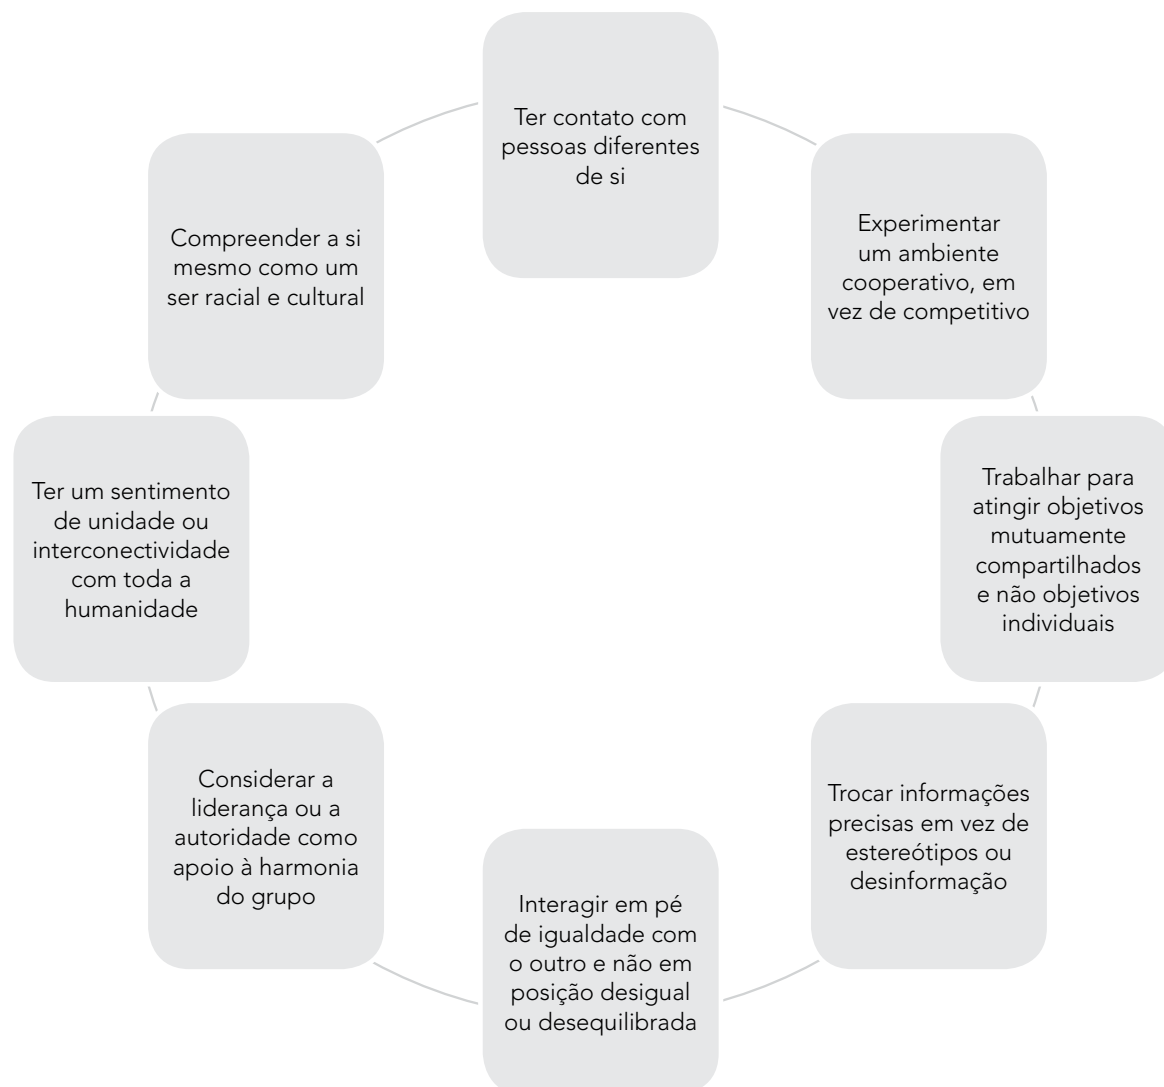 Ter contato com
pessoas diferentes
de si
Experimentar
um ambiente
cooperativo, em
vez de competitivo
Trabalhar para
atingir objetivos
mutuamente
compartilhados
e não objetivos
individuais
Trocar informações
precisas em vez de
estereótipos ou
desinformação
Interagir em pé
de igualdade com
o outro e não em
posição desigual
ou desequilibrada
Considerar a
liderança ou a
autoridade como
apoio à harmonia
do grupo
Ter um sentimento
de unidade ou
interconectividade
com toda a
humanidade
Compreender a si
mesmo como um
ser racial e cultural